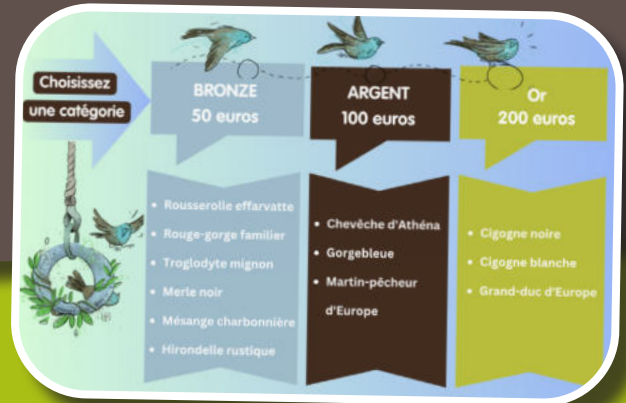 Choisissez
une catégorie
BRONZE
50 euros
ARGENT
100 euros
Or
200 euros
• Rousserolle effarvatte
• Rouge-gorge familier
• Troglodyte mignon
• Merle noir
• Mésange charbonnière
• Hirondelle rustique
• Chevêche d'Athéna
• Gorgebleue
• Martin-pêcheur
d'Europe
• Cigogne noire
• Cigogne blanche
• Grand-duc d'Europe